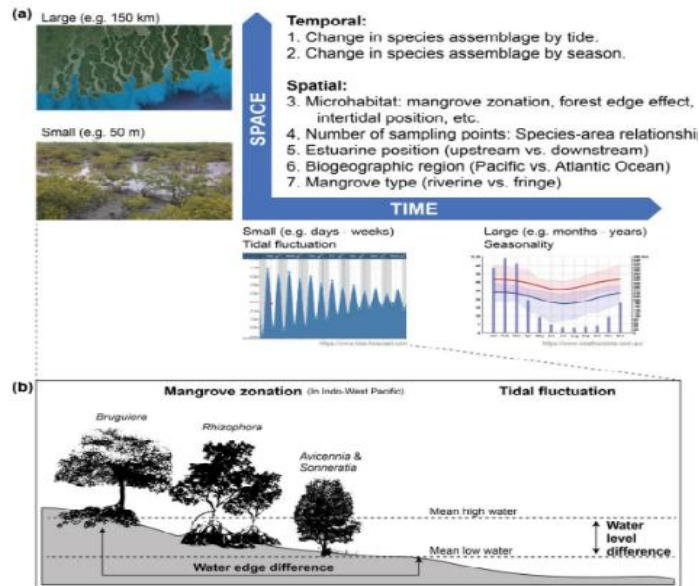 (a)
Large (e.g. 150 km)
Small (e.g. 50 m)
SPACE
Temporal:
1. Change in species assemblage by tide.
2. Change in species assemblage by season.
Spatial:
3. Microhabitat: mangrove zonation, forest edge effect,
intertidal position, etc.
4. Number of sampling points: Species-area relationship
5. Estuarine position (upstream vs. downstream)
6. Biogeographic region (Pacific vs. Atlantic Ocean)
7. Mangrove type (riverine vs. fringe)
TIME
Small (e.g. days - weeks)
Tidal fluctuation
Large (e.g. months - years)
Seasonality
(b)
Mangrove zonation (In Indo-West Pacific)
Tidal fluctuation
Bruguiera
Rhizophora
Avicennia &
Sonneratia
Mean high water
Water
level
difference
Mean low water
Water edge difference